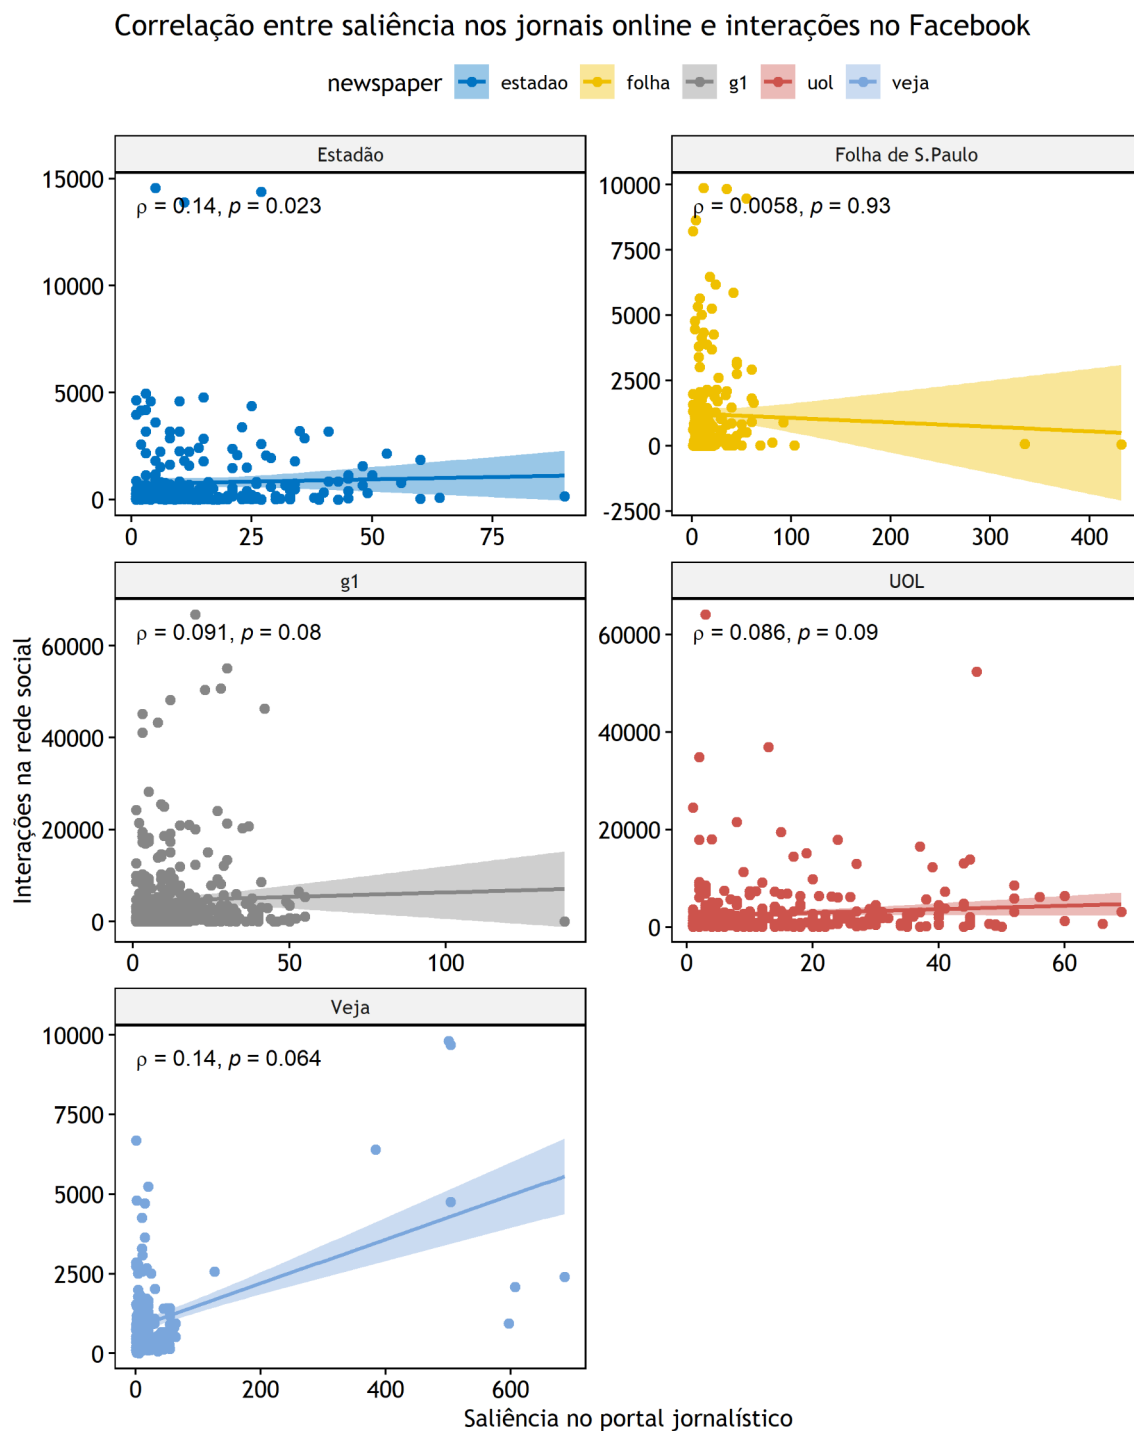 Correlação entre saliência nos jornais online e interações no Facebook
newspaper estadao folha g1 uol veja
Estadão
ρ = 0.14, p = 0.023
15000
10000
5000
0
0 25 50 75
Folha de S.Paulo
ρ = 0.0058, p = 0.93
10000
7500
5000
2500
0
-2500
0 100 200 300 400
g1
ρ = 0.091, p = 0.08
60000
40000
20000
0
0 50 100
UOL
ρ = 0.086, p = 0.09
60000
40000
20000
0
0 20 40 60
Veja
ρ = 0.14, p = 0.064
10000
7500
5000
2500
0
0 200 400 600
Interações na rede social
Saliência no portal jornalístico